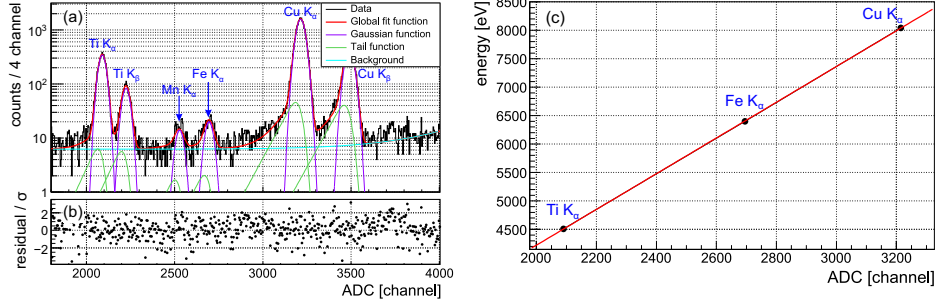 (a)
Data
Global fit function
Gaussian function
Tail function
Background
Ti Kα
Ti Kβ
Mn Kα
Fe Kα
Cu Kα
Cu Kβ
counts / 4 channel
10³
10²
10
1
(b)
residual / σ
2
0
−2
2000 2500 3000 3500 4000
ADC [channel]
(c)
energy [eV]
8500
8000
7500
7000
6500
6000
5500
5000
4500
Cu Kα
Fe Kα
Ti Kα
2000 2200 2400 2600 2800 3000 3200
ADC [channel]